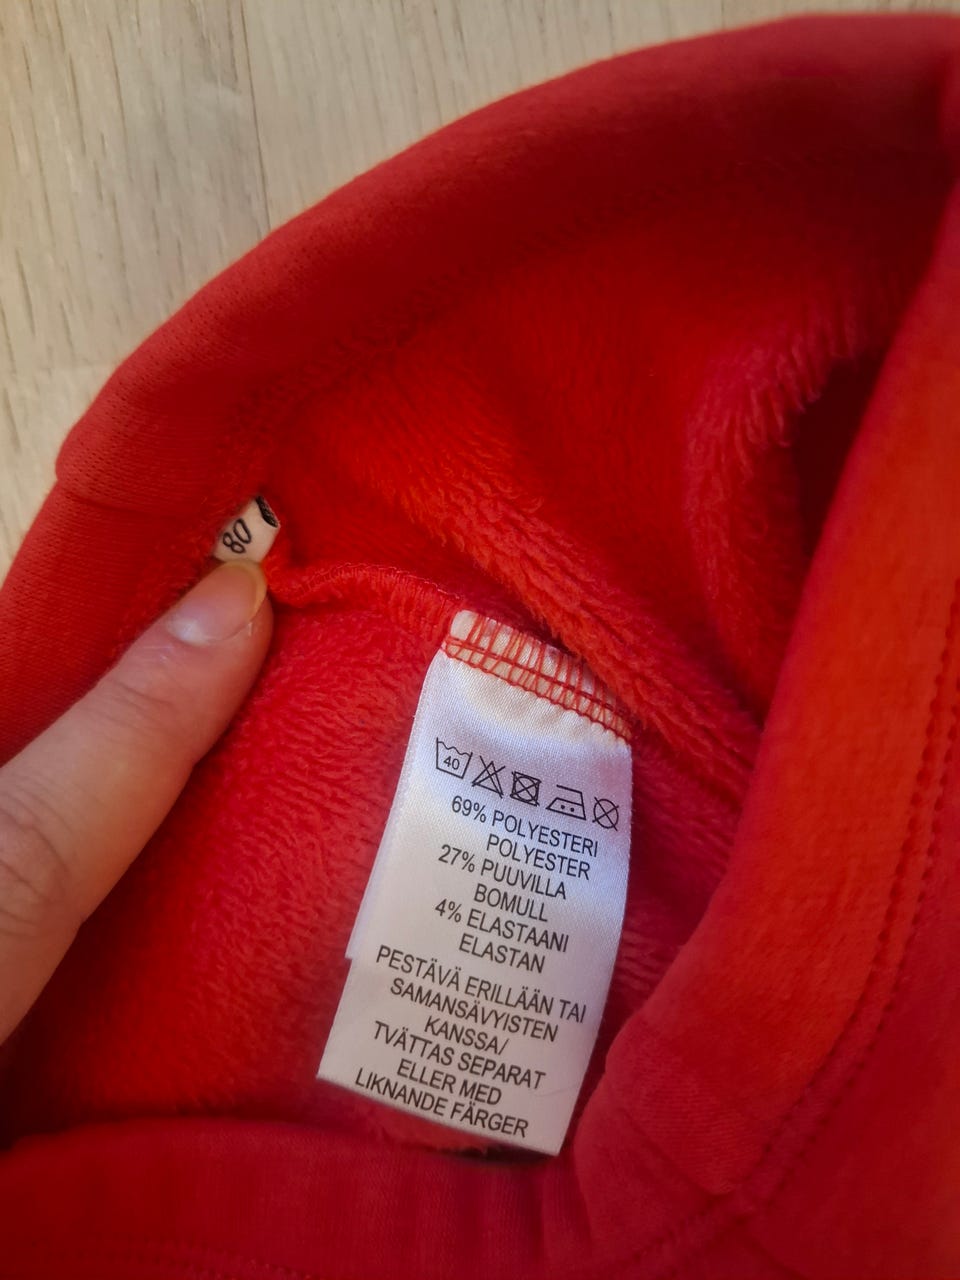 80
40
69% POLYESTERI
POLYESTER
27% PUUVILLA
BOMULL
4% ELASTAANI
ELASTAN
PESTÄVÄ ERILLÄÄN TAI
SAMANSÄVYISTEN
KANSSA/
TVÄTTAS SEPARAT
ELLER MED
LIKNANDE FÄRGER